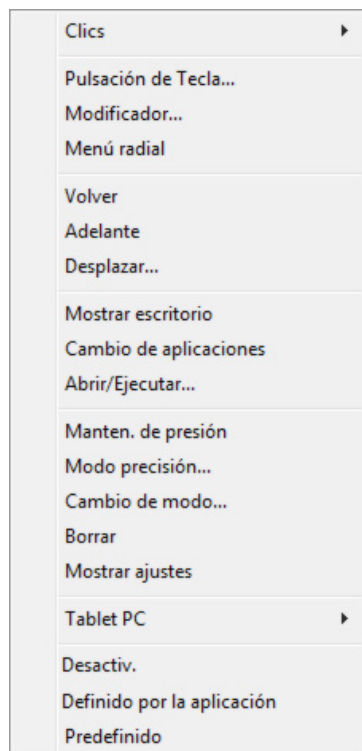 Clics
Pulsación de Tecla...
Modificador...
Menú radial
Volver
Adelante
Desplazar...
Mostrar escritorio
Cambio de aplicaciones
Abrir/Ejecutar...
Manten. de presión
Modo precisión...
Cambio de modo...
Borrar
Mostrar ajustes
Tablet PC
Desactiv.
Definido por la aplicación
Predefinido